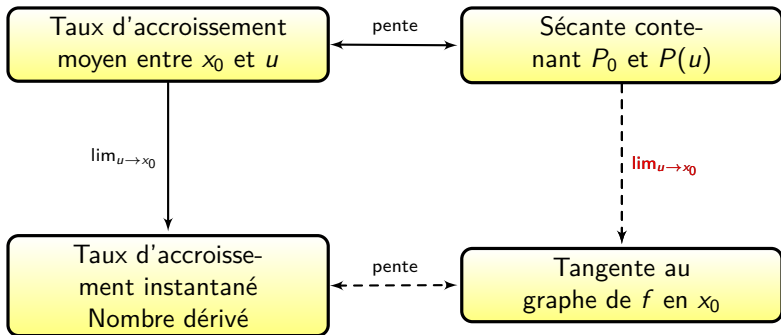 Taux d'accroissement
moyen entre x₀ et u
pente
Sécante conte-
nant P₀ et P(u)
lim_{u→x₀}
lim_{u→x₀}
Taux d'accroisse-
ment instantané
Nombre dérivé
pente
Tangente au
graphe de f en x₀